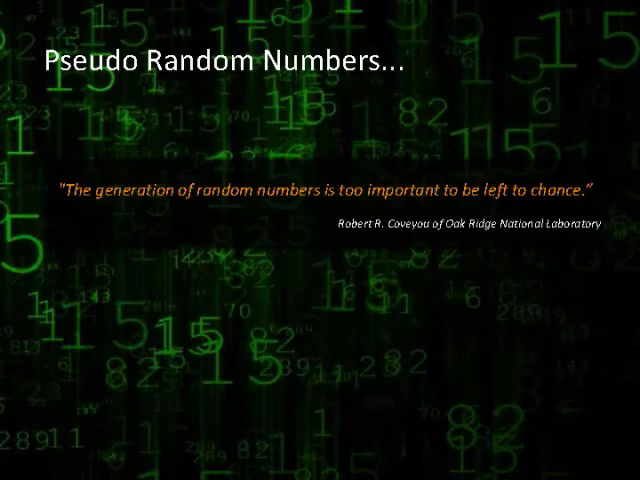 Pseudo Random Numbers...
"The generation of random numbers is too important to be left to chance.”
Robert R. Coveyou of Oak Ridge National Laboratory